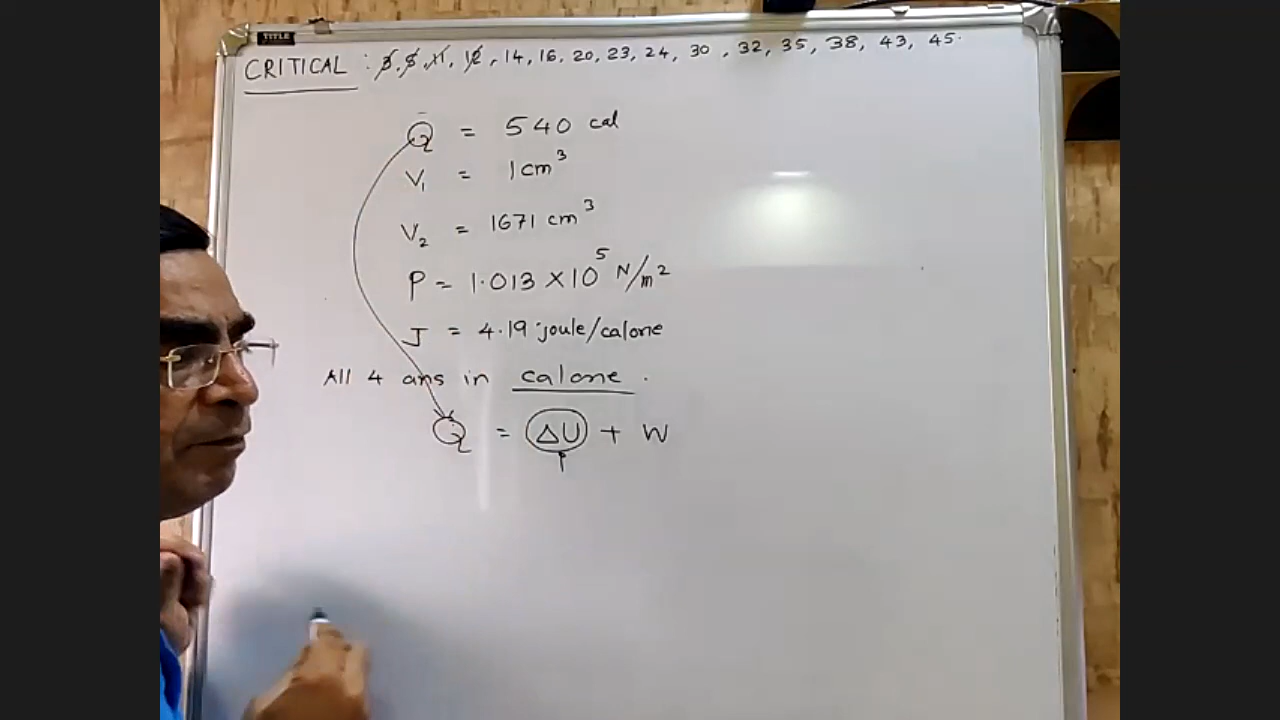 TITLE
CRITICAL : 3, 5, 11, 12, 14, 16, 20, 23, 24, 30, 32, 35, 38, 43, 45.
Q = 540 cal
V₁ = 1 cm³
V₂ = 1671 cm³
P = 1.013 × 10⁵ N/m²
J = 4.19 joule/calorie
All 4 ans in calorie.
Q = ΔU + W